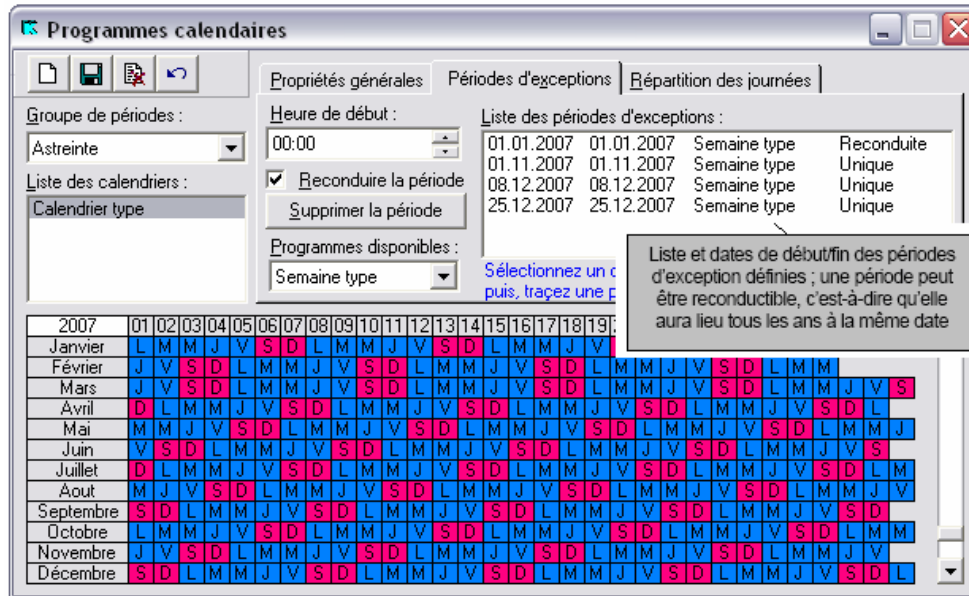 Programmes calendaires
Propriétés générales Périodes d'exceptions Répartition des journées
Groupe de périodes :
Astreinte
Liste des calendriers :
Calendrier type
Heure de début :
00:00
Reconduire la période
Supprimer la période
Programmes disponibles :
Semaine type
Liste des périodes d'exceptions :
01.01.2007 01.01.2007 Semaine type Reconduite
01.11.2007 01.11.2007 Semaine type Unique
08.12.2007 08.12.2007 Semaine type Unique
25.12.2007 25.12.2007 Semaine type Unique
Sélectionnez un
puis, traçez une
Liste et dates de début/fin des périodes
d'exception définies ; une période peut
être reconductible, c'est-à-dire qu'elle
aura lieu tous les ans à la même date
2007 01 02 03 04 05 06 07 08 09 10 11 12 13 14 15 16 17 18 19
Janvier L M M J V S D L M M J V S D L M M J V
Février J V S D L M M J V S D L M M J V S D L M M J V S D L M M
Mars J V S D L M M J V S D L M M J V S D L M M J V S D L M M J V S
Avril D L M M J V S D L M M J V S D L M M J V S D L M M J V S D L
Mai M M J V S D L M M J V S D L M M J V S D L M M J V S D L M M J
Juin V S D L M M J V S D L M M J V S D L M M J V S D L M M J V S
Juillet D L M M J V S D L M M J V S D L M M J V S D L M M J V S D L M
Aout M J V S D L M M J V S D L M M J V S D L M M J V S D L M M J V
Septembre S D L M M J V S D L M M J V S D L M M J V S D L M M J V S D
Octobre L M M J V S D L M M J V S D L M M J V S D L M M J V S D L M M
Novembre J V S D L M M J V S D L M M J V S D L M M J V S D L M M J V
Décembre S D L M M J V S D L M M J V S D L M M J V S D L M M J V S D L